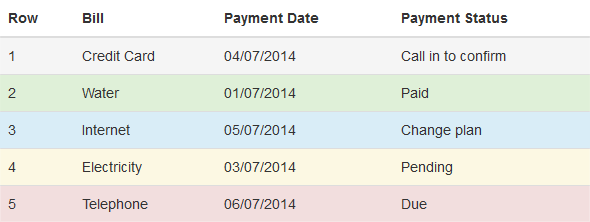 Row Bill Payment Date Payment Status
1 Credit Card 04/07/2014 Call in to confirm
2 Water 01/07/2014 Paid
3 Internet 05/07/2014 Change plan
4 Electricity 03/07/2014 Pending
5 Telephone 06/07/2014 Due